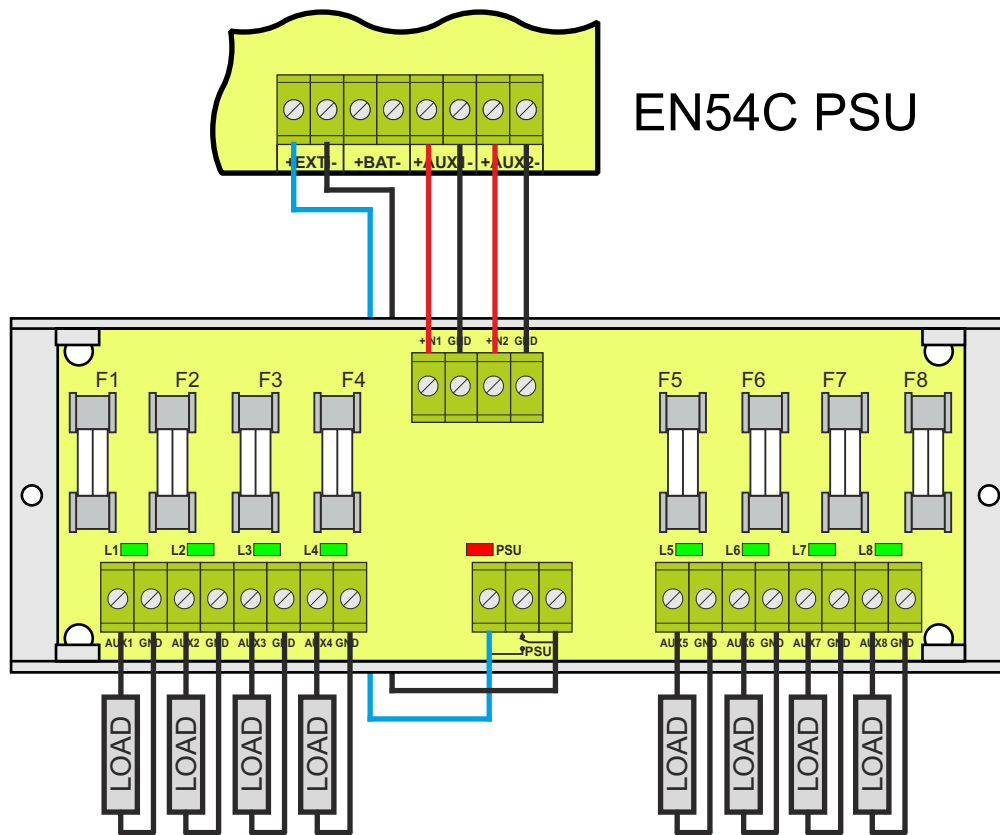 EN54C PSU
+EXTi- +BAT- +AUX1- +AUX2-
+IN1 GND +IN2 GND
F1 F2 F3 F4 F5 F6 F7 F8
L1 L2 L3 L4 PSU L5 L6 L7 L8
AUX1 GND AUX2 GND AUX3 GND AUX4 GND AUX5 GND AUX6 GND AUX7 GND AUX8 GND
PSU
LOAD LOAD LOAD LOAD LOAD LOAD LOAD LOAD